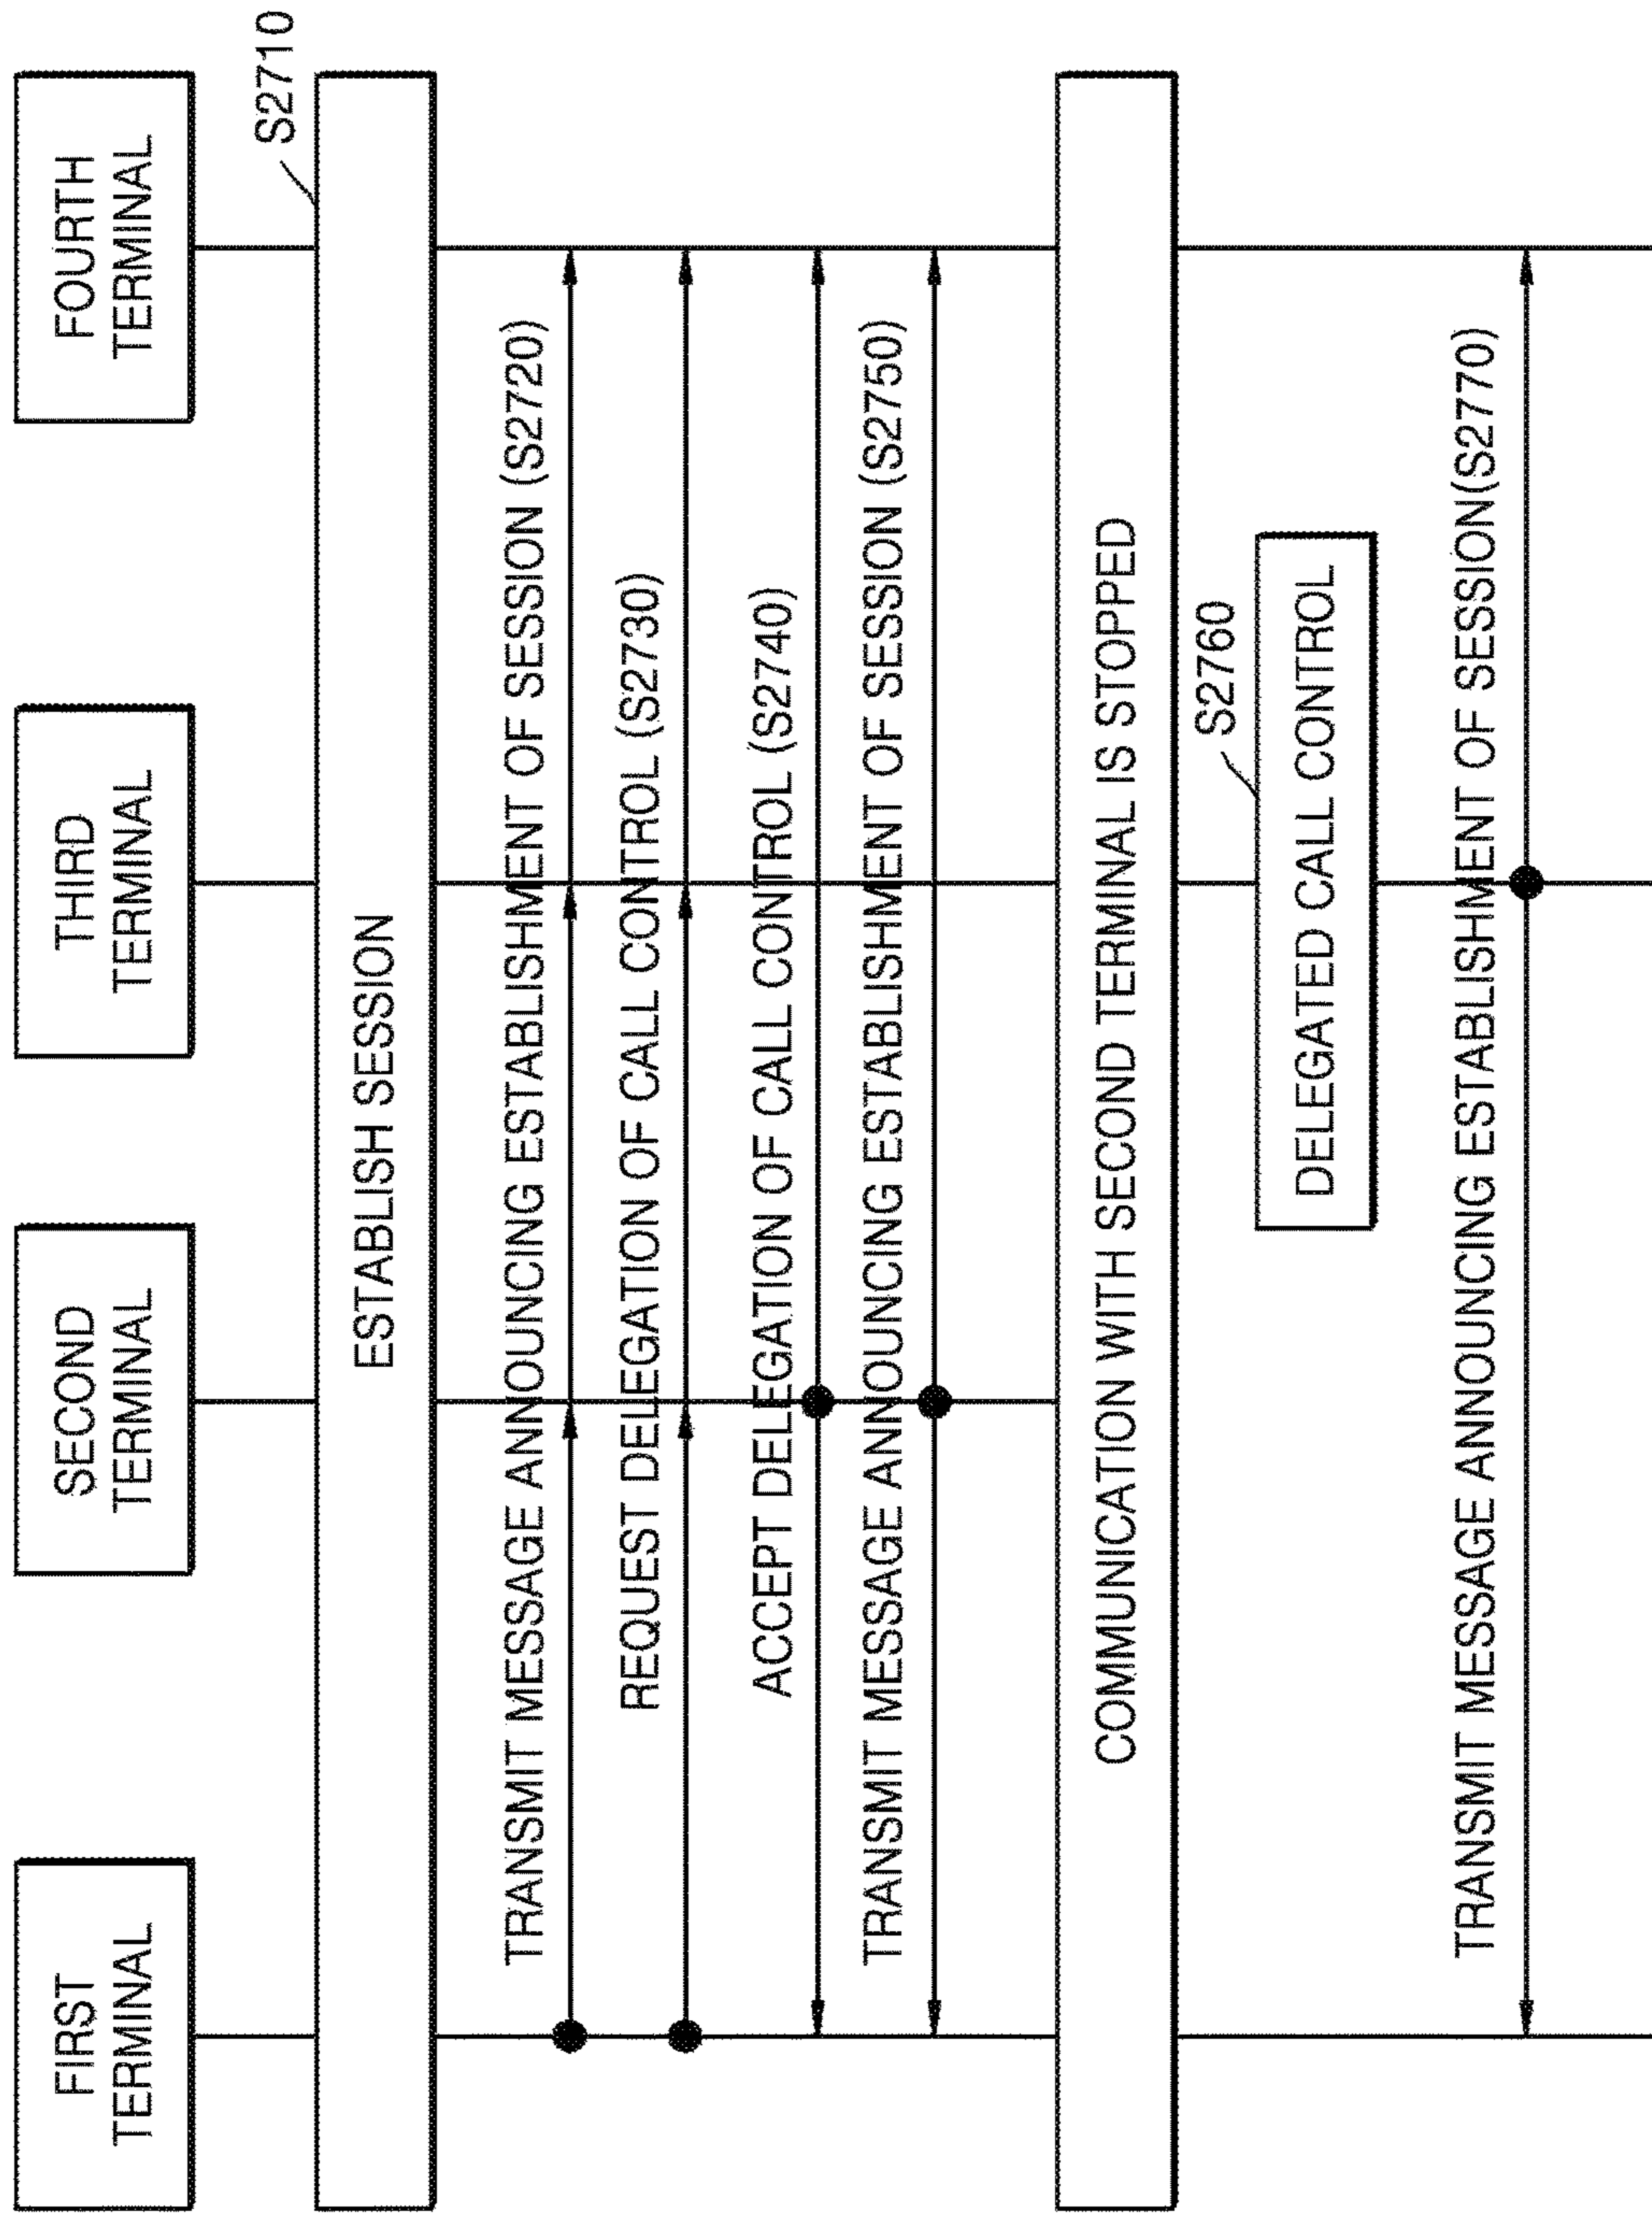 FIRST
TERMINAL
SECOND
TERMINAL
THIRD
TERMINAL
FOURTH
TERMINAL
S2710
ESTABLISH SESSION
TRANSMIT MESSAGE ANNOUNCING ESTABLISHMENT OF SESSION (S2720)
REQUEST DELEGATION OF CALL CONTROL (S2730)
ACCEPT DELEGATION OF CALL CONTROL (S2740)
TRANSMIT MESSAGE ANNOUNCING ESTABLISHMENT OF SESSION (S2750)
COMMUNICATION WITH SECOND TERMINAL IS STOPPED
S2760
DELEGATED CALL CONTROL
TRANSMIT MESSAGE ANNOUNCING ESTABLISHMENT OF SESSION(S2770)